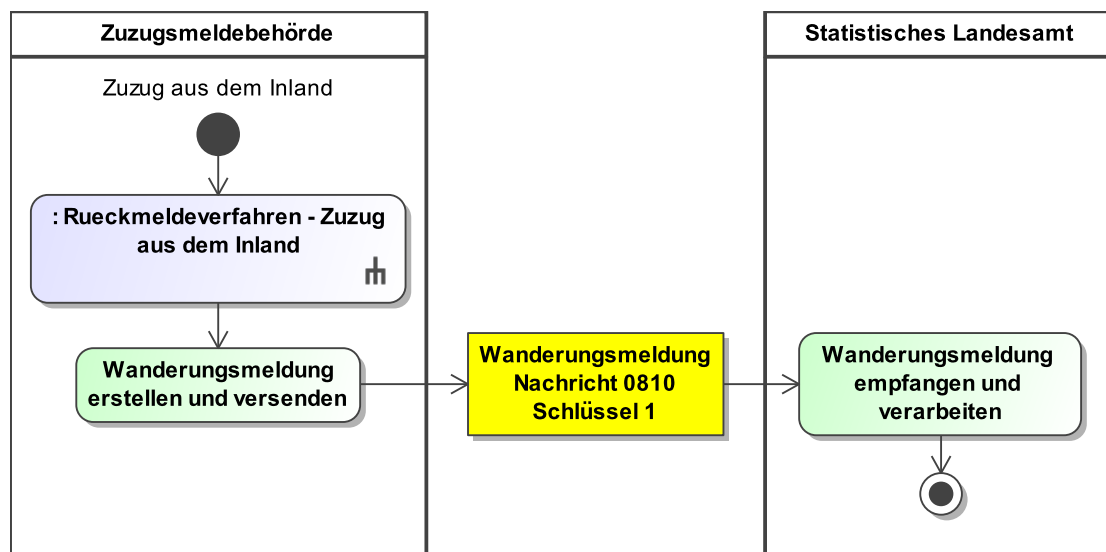 Zuzugsmeldebehörde
Statistisches Landesamt
Zuzug aus dem Inland
: Rueckmeldeverfahren - Zuzug
aus dem Inland
Wanderungsmeldung
erstellen und versenden
Wanderungsmeldung
Nachricht 0810
Schlüssel 1
Wanderungsmeldung
empfangen und
verarbeiten